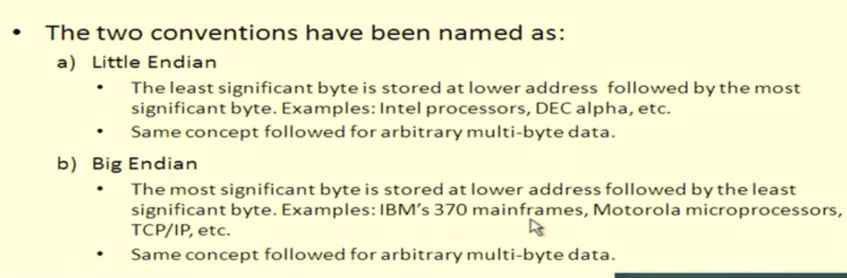 • The two conventions have been named as:
a) Little Endian
• The least significant byte is stored at lower address followed by the most
significant byte. Examples: Intel processors, DEC alpha, etc.
• Same concept followed for arbitrary multi-byte data.
b) Big Endian
• The most significant byte is stored at lower address followed by the least
significant byte. Examples: IBM's 370 mainframes, Motorola microprocessors,
TCP/IP, etc.
• Same concept followed for arbitrary multi-byte data.